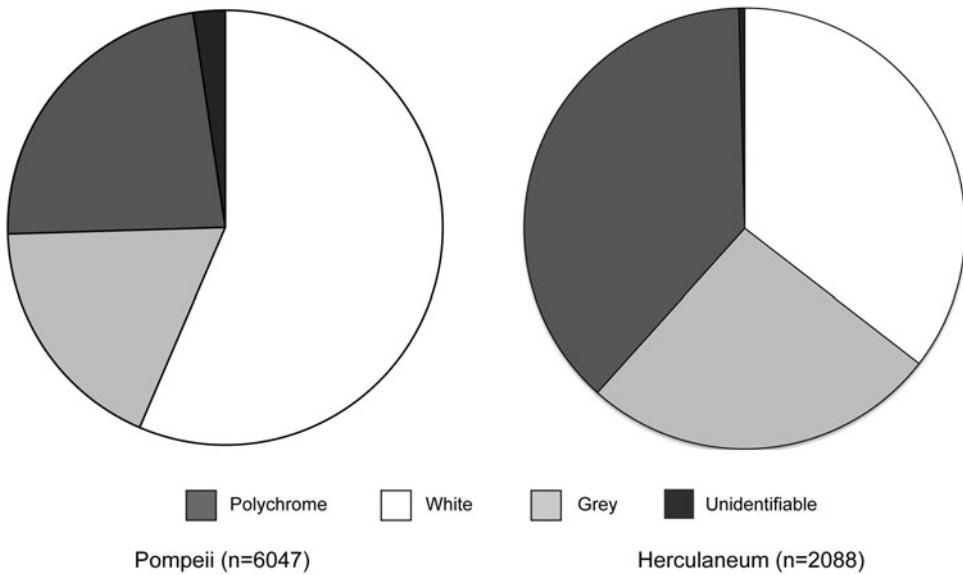 Polychrome White Grey Unidentifiable
Pompeii (n=6047) Herculaneum (n=2088)